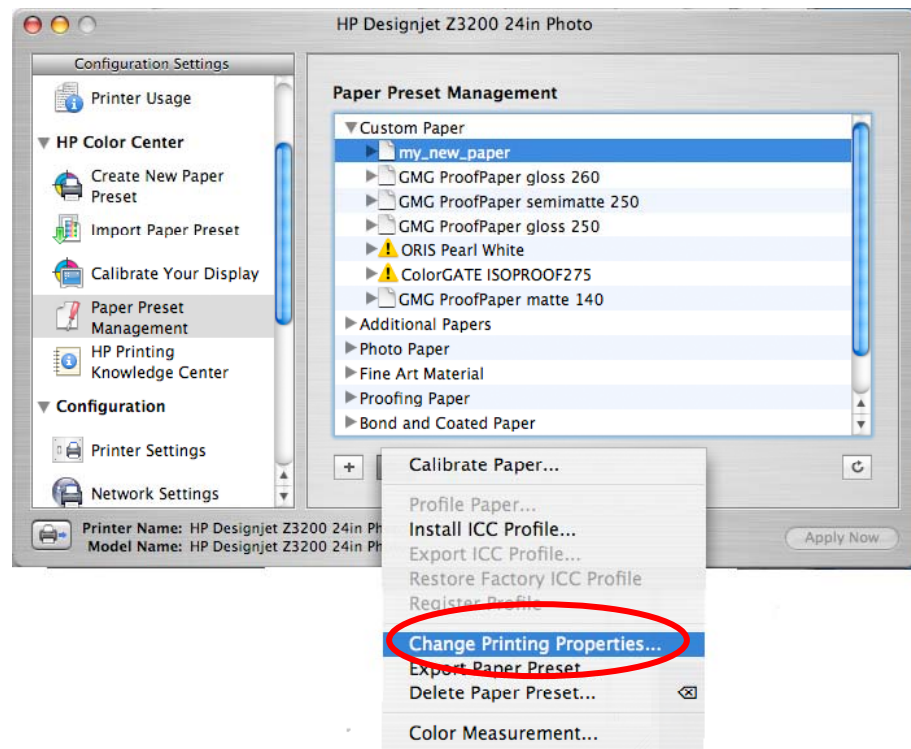 HP Designjet Z3200 24in Photo
Configuration Settings
Printer Usage
HP Color Center
Create New Paper
Preset
Import Paper Preset
Calibrate Your Display
Paper Preset
Management
HP Printing
Knowledge Center
Configuration
Printer Settings
Network Settings
Paper Preset Management
Custom Paper
my_new_paper
GMG ProofPaper gloss 260
GMG ProofPaper semimatte 250
GMG ProofPaper gloss 250
ORIS Pearl White
ColorGATE ISOPROOF275
GMG ProofPaper matte 140
Additional Papers
Photo Paper
Fine Art Material
Proofing Paper
Bond and Coated Paper
+
Printer Name: HP Designjet Z3200 24in Ph
Model Name: HP Designjet Z3200 24in Ph
Apply Now
Calibrate Paper...
Profile Paper...
Install ICC Profile...
Export ICC Profile...
Restore Factory ICC Profile
Register Profile
Change Printing Properties...
Export Paper Preset
Delete Paper Preset...
Color Measurement...